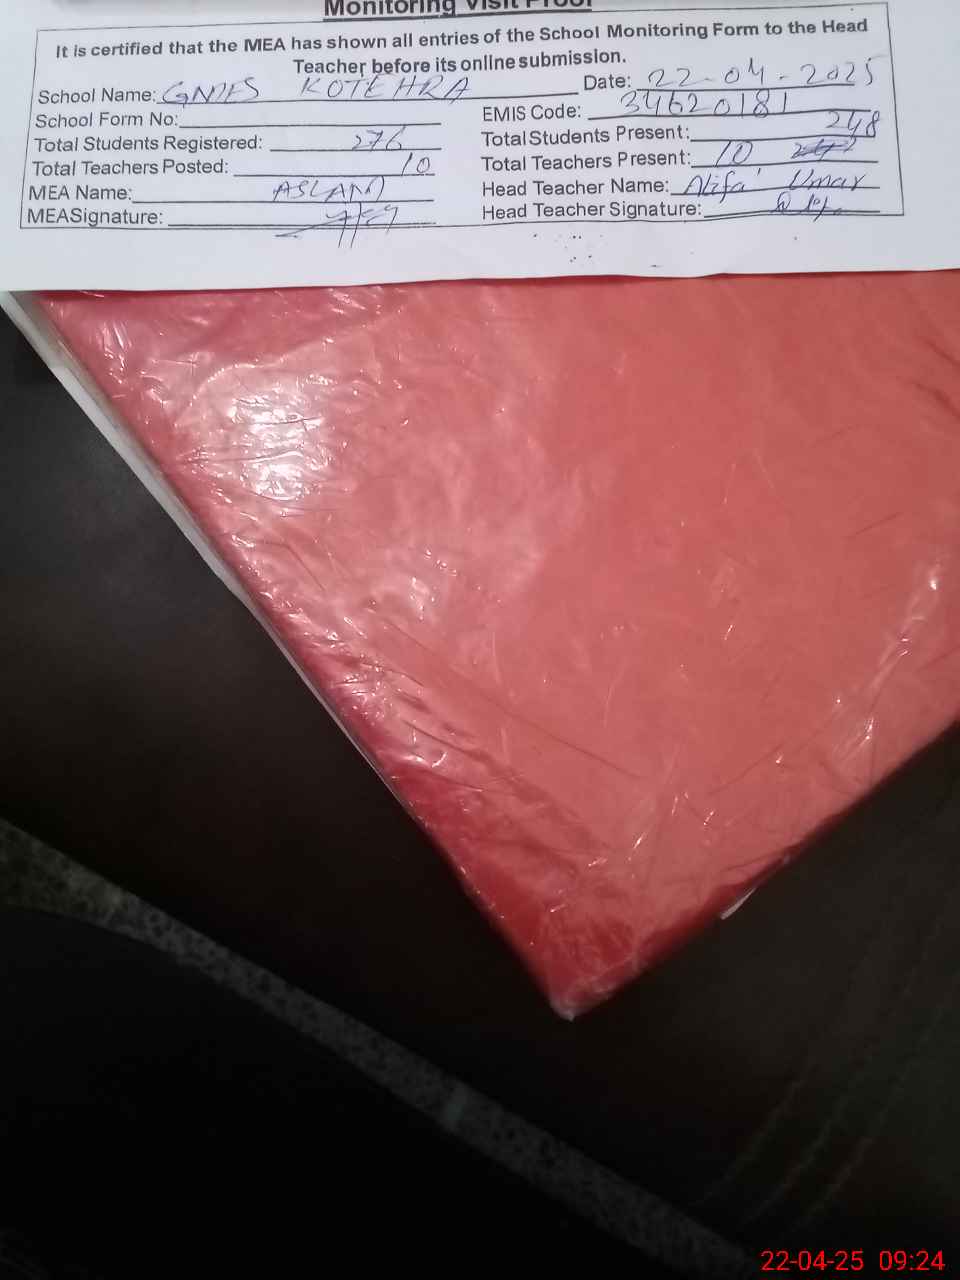 Monitoring Visit Proof
It is certified that the MEA has shown all entries of the School Monitoring Form to the Head
Teacher before its online submission.
School Name: GMES KOTEHRA Date: 22-04-2025
School Form No: EMIS Code: 34620181
Total Students Registered: 276 Total Students Present: 248
Total Teachers Posted: 10 Total Teachers Present: 10
MEA Name: ASLAM Head Teacher Name: Umar
MEASignature: Head Teacher Signature:
22-04-25 09:24